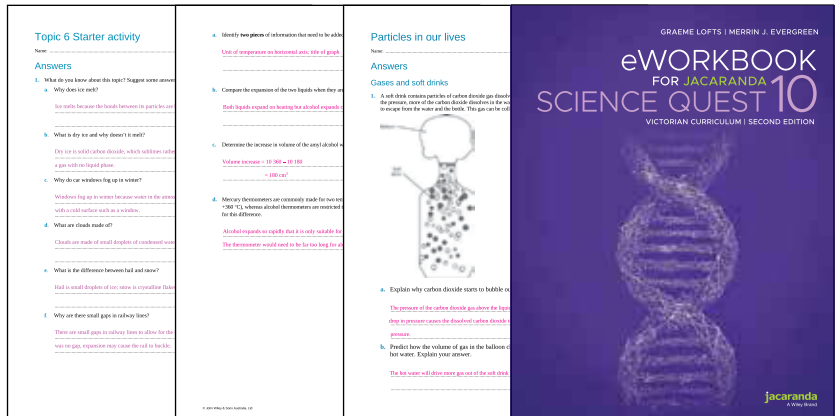 Topic 6 Starter activity
Name:
Answers
1. What do you know about this topic? Suggest some answer
a. Why does ice melt?
Ice melts because the bonds between its particles are
b. What is dry ice and why doesn't it melt?
Dry ice is solid carbon dioxide, which sublimes rathe
a gas with no liquid phase.
c. Why do car windows fog up in winter?
Windows fog up in winter because water in the atmos
with a cold surface such as a window.
d. What are clouds made of?
Clouds are made of small droplets of condensed wate
e. What is the difference between hail and snow?
Hail is small droplets of ice; snow is crystalline flakes
f. Why are there small gaps in railway lines?
There are small gaps in railway lines to allow for the
was no gap, expansion may cause the rail to buckle.
a. Identify two pieces of information that need to be added
Unit of temperature on horizontal axis; title of graph
b. Compare the expansion of the two liquids when they are
Both liquids expand on heating but alcohol expands
c. Determine the increase in volume of the amyl alcohol w
Volume increase = 10 360 – 10 180
= 180 cm³
d. Mercury thermometers are commonly made for two ten
+360 °C), whereas alcohol thermometers are restricted t
for this difference.
Alcohol expands so rapidly that it is only suitable for
The thermometer would need to be far too long for
© John Wiley & Sons Australia, Ltd
Particles in our lives
Name:
Answers
Gases and soft drinks
1. A soft drink contains particles of carbon dioxide gas dissolv
the pressure, more of the carbon dioxide dissolves in the wa
to escape from the water and the bottle. This gas can be coll
a. Explain why carbon dioxide starts to bubble ou
The pressure of the carbon dioxide gas above the liqui
drop in pressure causes the dissolved carbon dioxide
pressure.
b. Predict how the volume of gas in the balloon c
hot water. Explain your answer.
The hot water will drive more gas out of the soft drink
GRAEME LOFTS | MERRIN J. EVERGREEN
eWORKBOOK
FOR JACARANDA
SCIENCE QUEST 10
VICTORIAN CURRICULUM | SECOND EDITION
jacaranda
A Wiley Brand